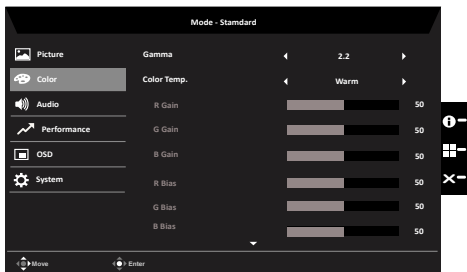 Mode - Standard
Picture
Gamma 2.2
Color
Color Temp. Warm
Audio
R Gain 50
Performance
G Gain 50
OSD
B Gain 50
System
R Bias 50
G Bias 50
B Bias 50
Move Enter